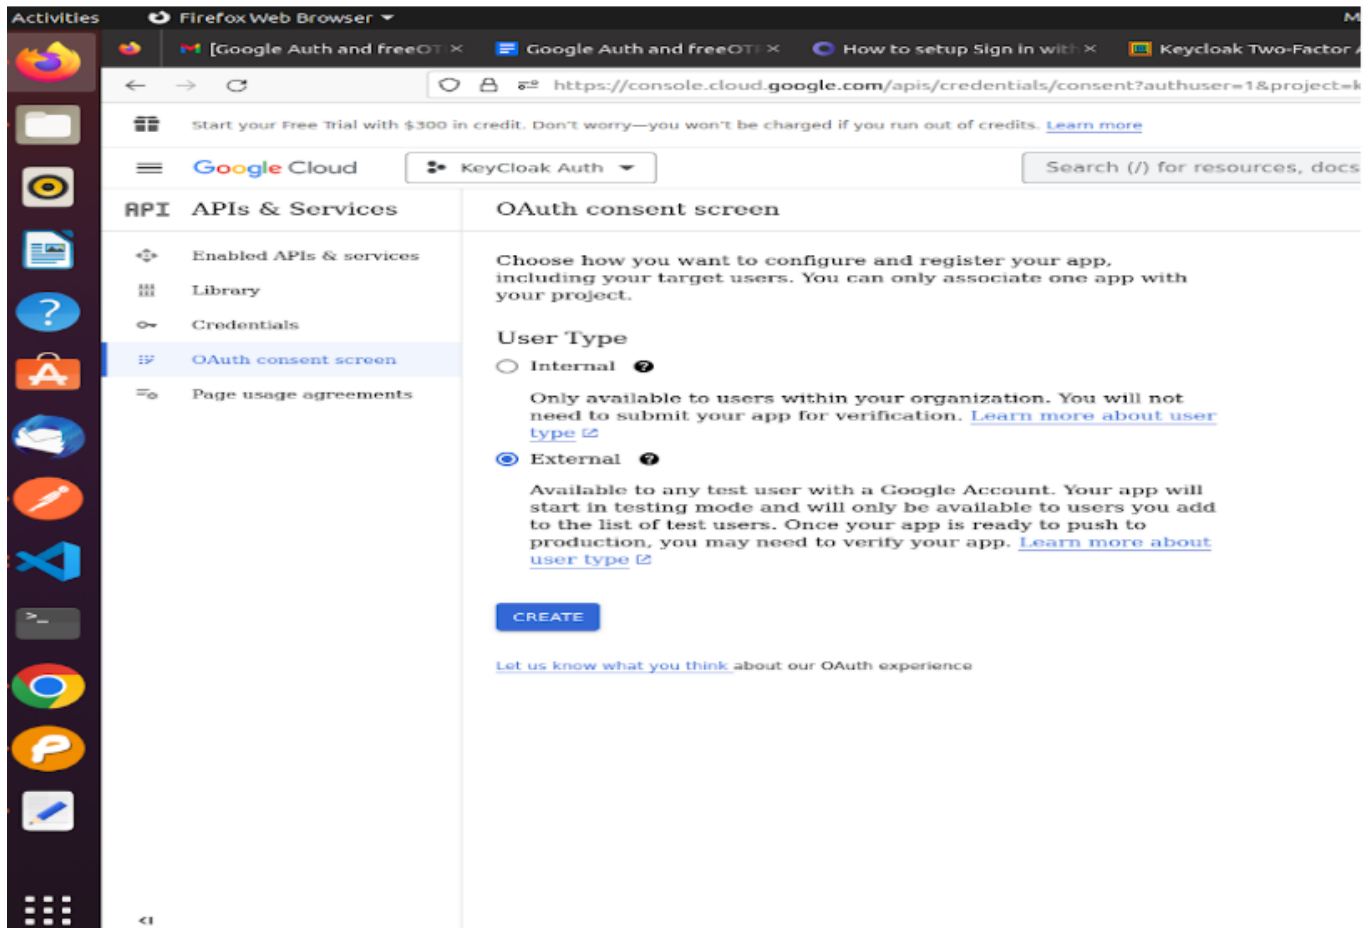 Activities
Firefox Web Browser
M
[Google Auth and freeOT
Google Auth and freeOT
How to setup Sign in with
Keycloak Two-Factor
https://console.cloud.google.com/apis/credentials/consent?authuser=1&project=k
Start your Free Trial with $300 in credit. Don't worry—you won't be charged if you run out of credits. Learn more
Google Cloud
KeyCloak Auth
Search (/) for resources, docs
API APIs & Services
OAuth consent screen
Enabled APIs & services
Library
Credentials
OAuth consent screen
Page usage agreements
Choose how you want to configure and register your app,
including your target users. You can only associate one app with
your project.
User Type
Internal
Only available to users within your organization. You will not
need to submit your app for verification. Learn more about user
type
External
Available to any test user with a Google Account. Your app will
start in testing mode and will only be available to users you add
to the list of test users. Once your app is ready to push to
production, you may need to verify your app. Learn more about
user type
CREATE
Let us know what you think about our OAuth experience